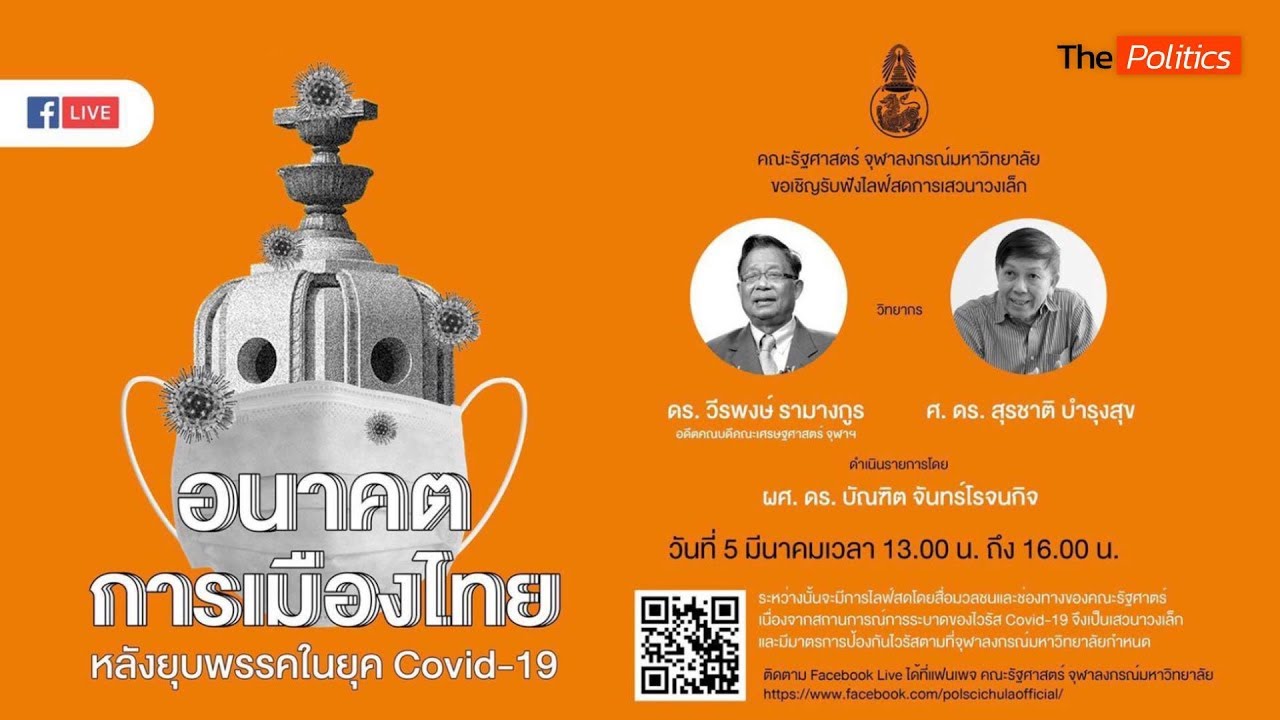 The Politics
f LIVE
คณะรัฐศาสตร์ จุฬาลงกรณ์มหาวิทยาลัย
ขอเชิญรับฟังไลฟ์สดการเสวนาวงเล็ก
วิทยากร
ดร. วีรพงษ์ รามางกูร
อดีตคณบดีคณะเศรษฐศาสตร์ จุฬาฯ
ศ. ดร. สุรชาติ บำรุงสุข
ดำเนินรายการโดย
ผศ. ดร. บัณฑิต จันทร์โรจนกิจ
วันที่ 5 มีนาคมเวลา 13.00 น. ถึง 16.00 น.
อนาคต
การเมืองไทย
หลังยุบพรรคในยุค Covid-19
ระหว่างนั้นจะมีการไลฟ์สดโดยสื่อมวลชนและช่องทางของคณะรัฐศาตร์
เนื่องจากสถานการณ์การระบาดของไวรัส Covid-19 จึงเป็นเสวนาวงเล็ก
และมีมาตรการป้องกันไวรัสตามที่จุฬาลงกรณ์มหาวิทยาลัยกำหนด
ติดตาม Facebook Live ได้ที่แฟนเพจ คณะรัฐศาสตร์ จุฬาลงกรณ์มหาวิทยาลัย
https://www.facebook.com/polscichulaofficial/